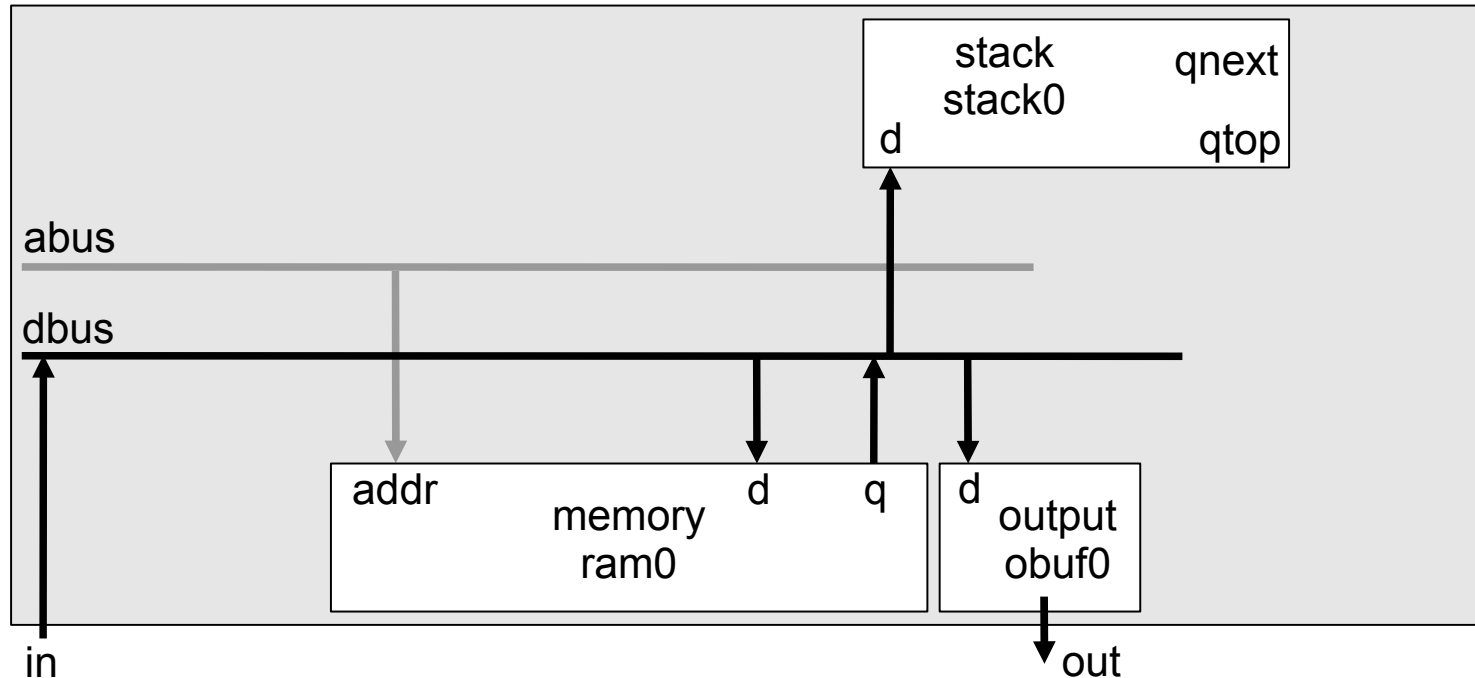 stack
stack0
qnext
d
qtop
abus
dbus
addr
d
q
memory
ram0
d
output
obuf0
in
out